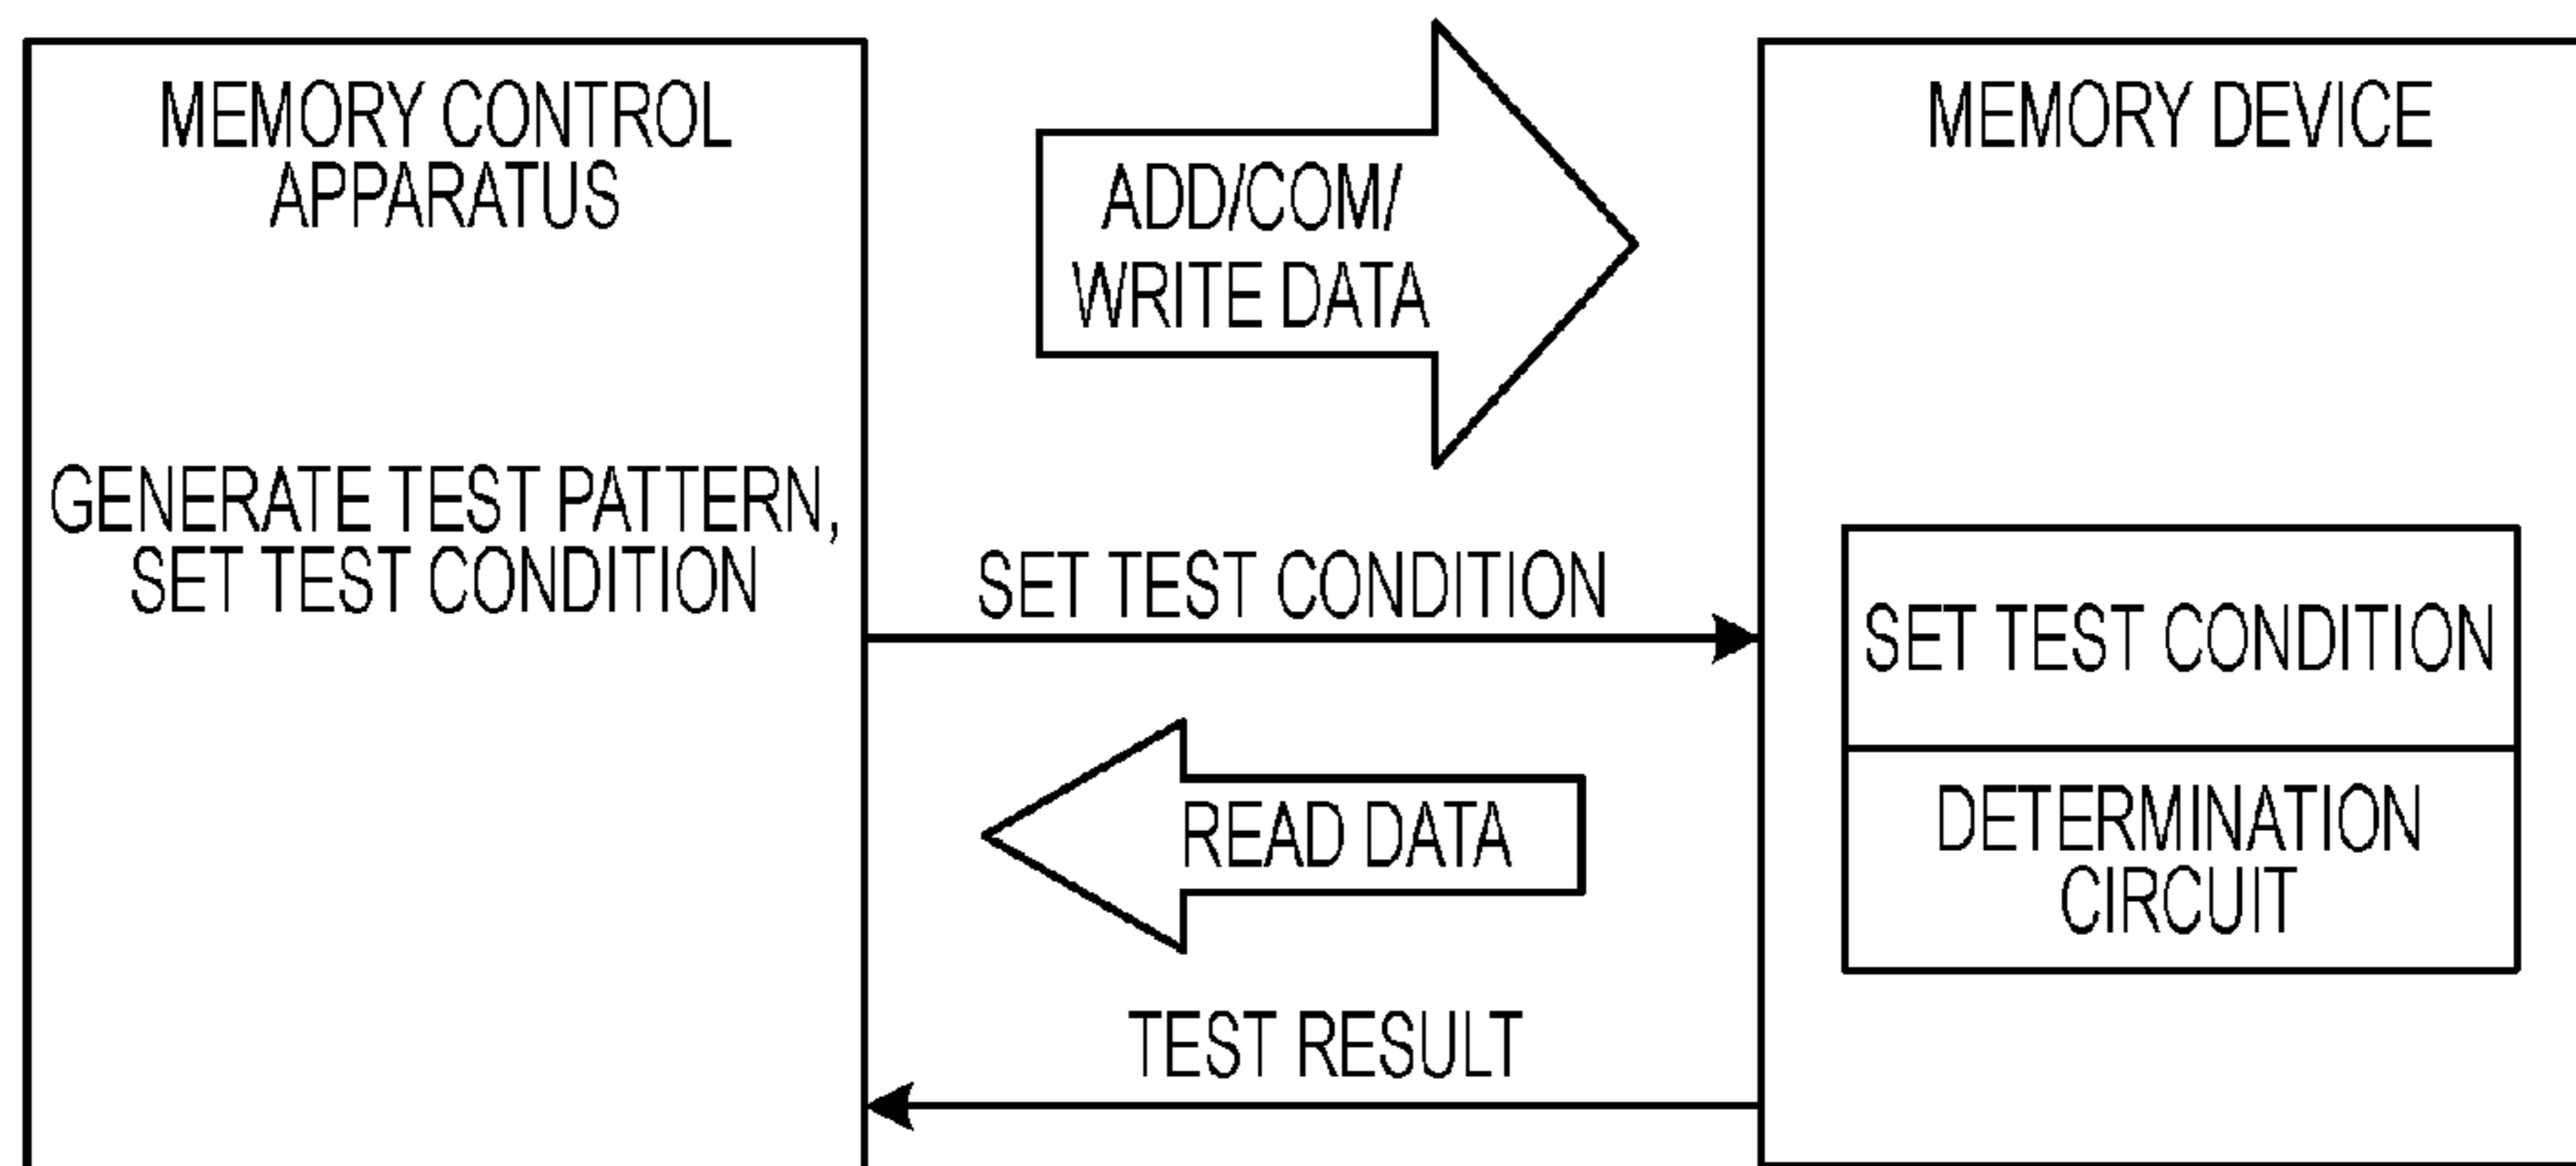 MEMORY CONTROL
APPARATUS
GENERATE TEST PATTERN,
SET TEST CONDITION
ADD/COM/
WRITE DATA
SET TEST CONDITION
READ DATA
TEST RESULT
MEMORY DEVICE
SET TEST CONDITION
DETERMINATION
CIRCUIT